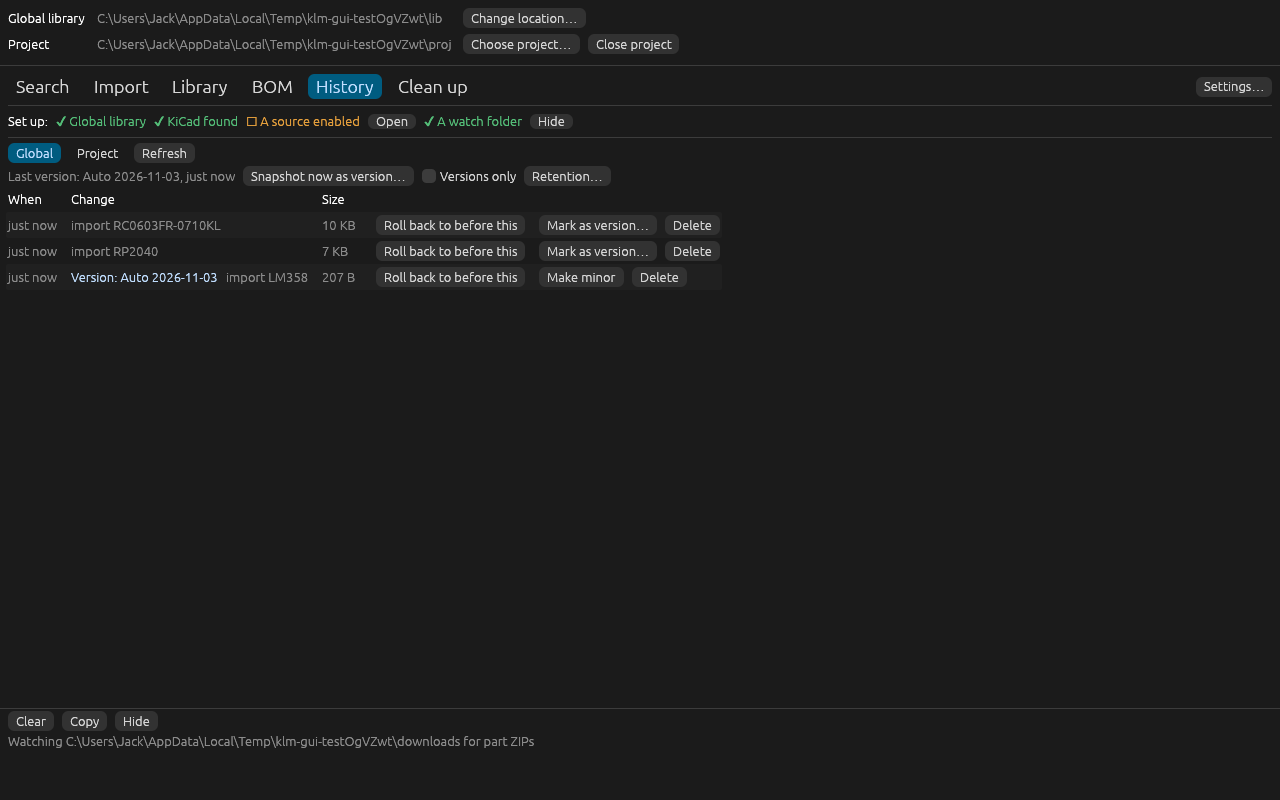 Global library C:\Users\Jack\AppData\Local\Temp\klm-gui-testOgVZwt\lib Change location…
Project C:\Users\Jack\AppData\Local\Temp\klm-gui-testOgVZwt\proj Choose project… Close project
Search Import Library BOM History Clean up Settings…
Set up: ✔ Global library ✔ KiCad found ☐ A source enabled Open ✔ A watch folder Hide
Global Project Refresh
Last version: Auto 2026-11-03, just now Snapshot now as version… Versions only Retention…
When Change Size
just now import RC0603FR-0710KL 10 KB Roll back to before this Mark as version… Delete
just now import RP2040 7 KB Roll back to before this Mark as version… Delete
just now Version: Auto 2026-11-03 import LM358 207 B Roll back to before this Make minor Delete
Clear Copy Hide
Watching C:\Users\Jack\AppData\Local\Temp\klm-gui-testOgVZwt\downloads for part ZIPs